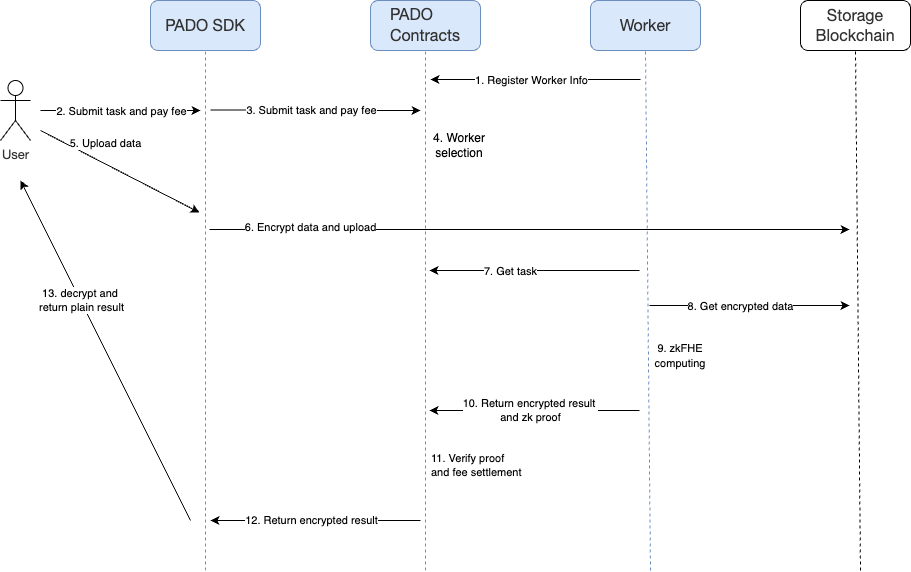 PADO SDK
PADO
Contracts
Worker
Storage
Blockchain
1. Register Worker Info
2. Submit task and pay fee
3. Submit task and pay fee
4. Worker
selection
5. Upload data
User
6. Encrypt data and upload
7. Get task
8. Get encrypted data
13. decrypt and
return plain result
9. zkFHE
computing
10. Return encrypted result
and zk proof
11. Verify proof
and fee settlement
12. Return encrypted result